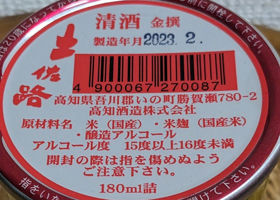 清酒 金撰
製造年月 2023. 2.
土佐路
4 900067 270087
高知県吾川郡いの町勝賀瀬780-2
高知酒造株式会社
原材料名 米(国産)・米麹(国産米)
・醸造アルコール
アルコール度 15度以上16度未満
開封の際は指を傷めぬよう
ご注意下さい。
180ml詰